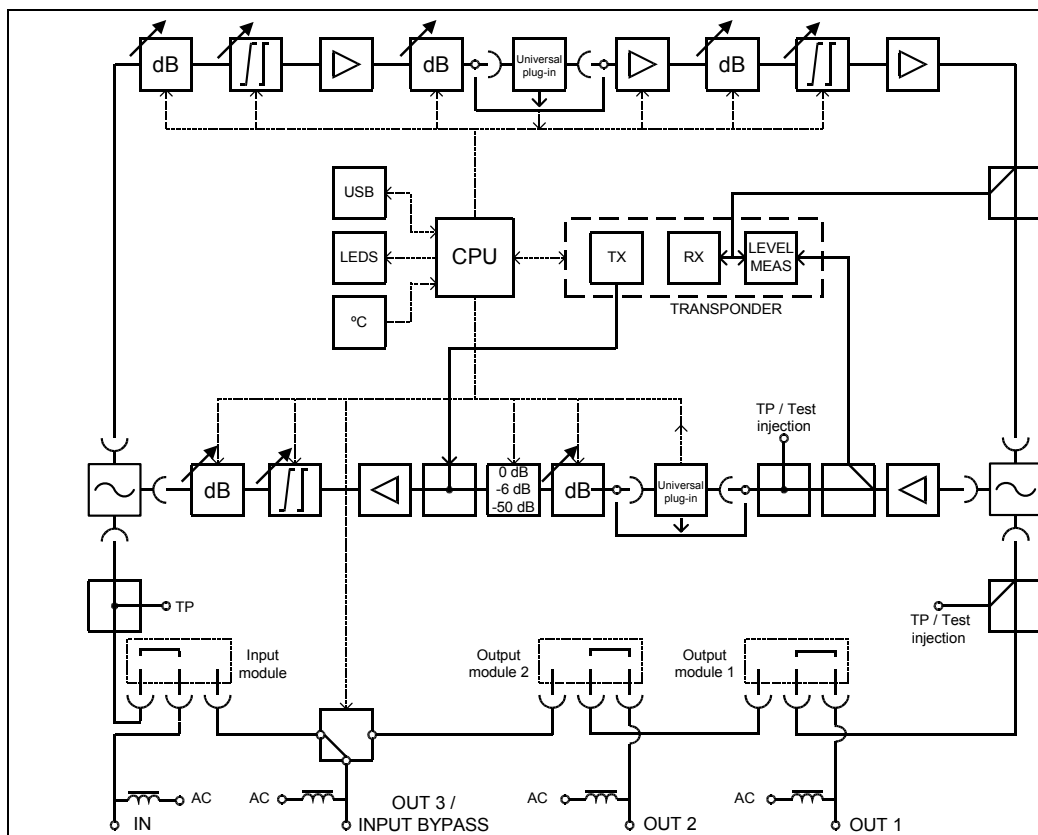 dB
dB
Universal
plug-in
dB
USB
LEDS
ºC
CPU
TX
RX
LEVEL
MEAS
TRANSPONDER
TP / Test
injection
dB
0 dB
-6 dB
-50 dB
dB
Universal
plug-in
TP
TP / Test
injection
Input
module
Output
module 2
Output
module 1
AC
IN
AC
OUT 3 /
INPUT BYPASS
AC
OUT 2
AC
OUT 1